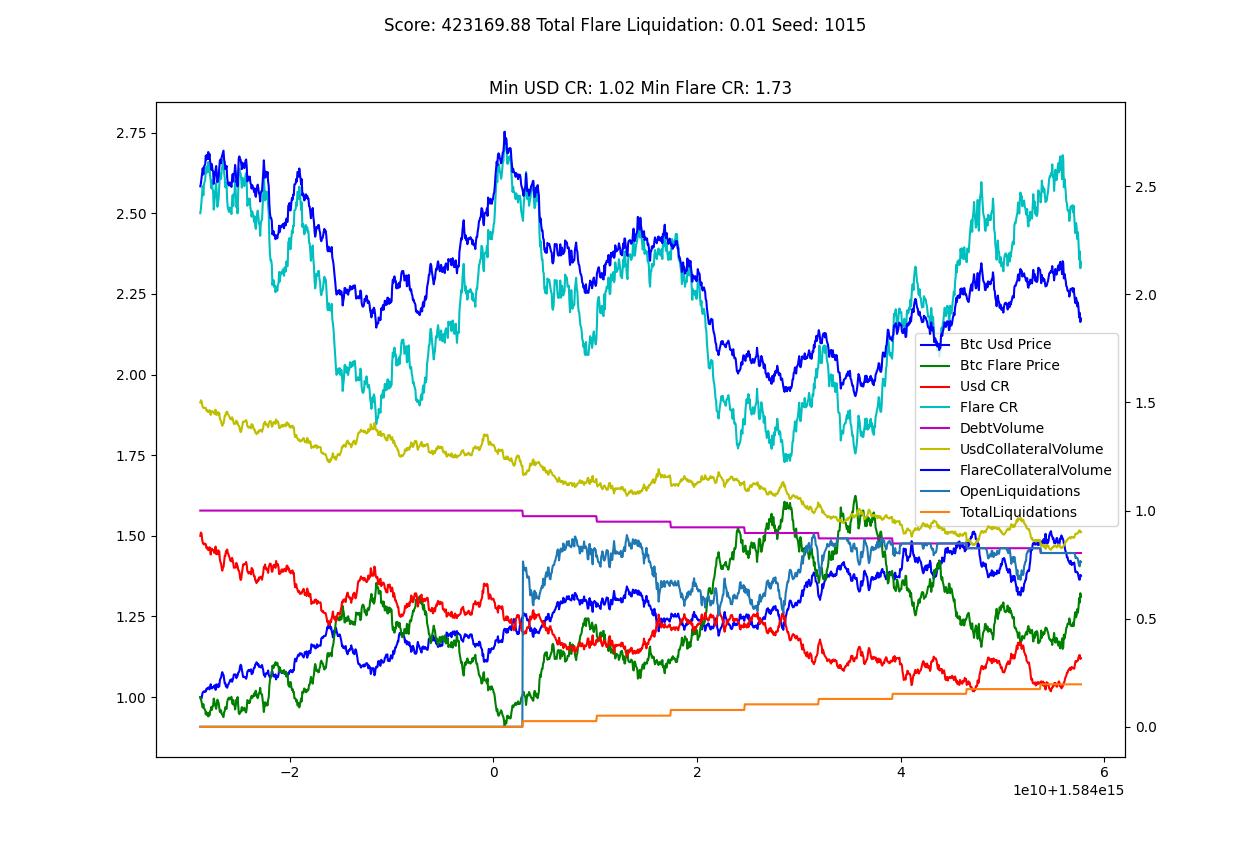 Score: 423169.88 Total Flare Liquidation: 0.01 Seed: 1015
Min USD CR: 1.02 Min Flare CR: 1.73
2.75
2.50
2.25
2.00
1.75
1.50
1.25
1.00
2.5
2.0
1.5
1.0
0.5
0.0
Btc Usd Price
Btc Flare Price
Usd CR
Flare CR
DebtVolume
UsdCollateralVolume
FlareCollateralVolume
OpenLiquidations
TotalLiquidations
−2 0 2 4 6
1e10+1.584e15